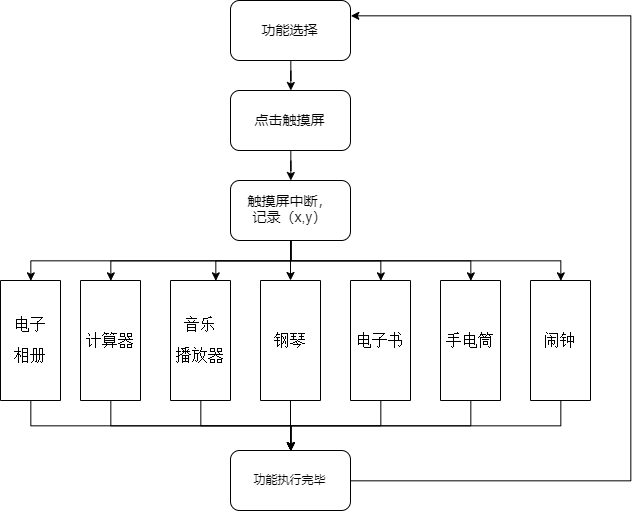 功能选择
点击触摸屏
触摸屏中断，
记录（x,y）
电子
相册
计算器
音乐
播放器
钢琴
电子书
手电筒
闹钟
功能执行完毕